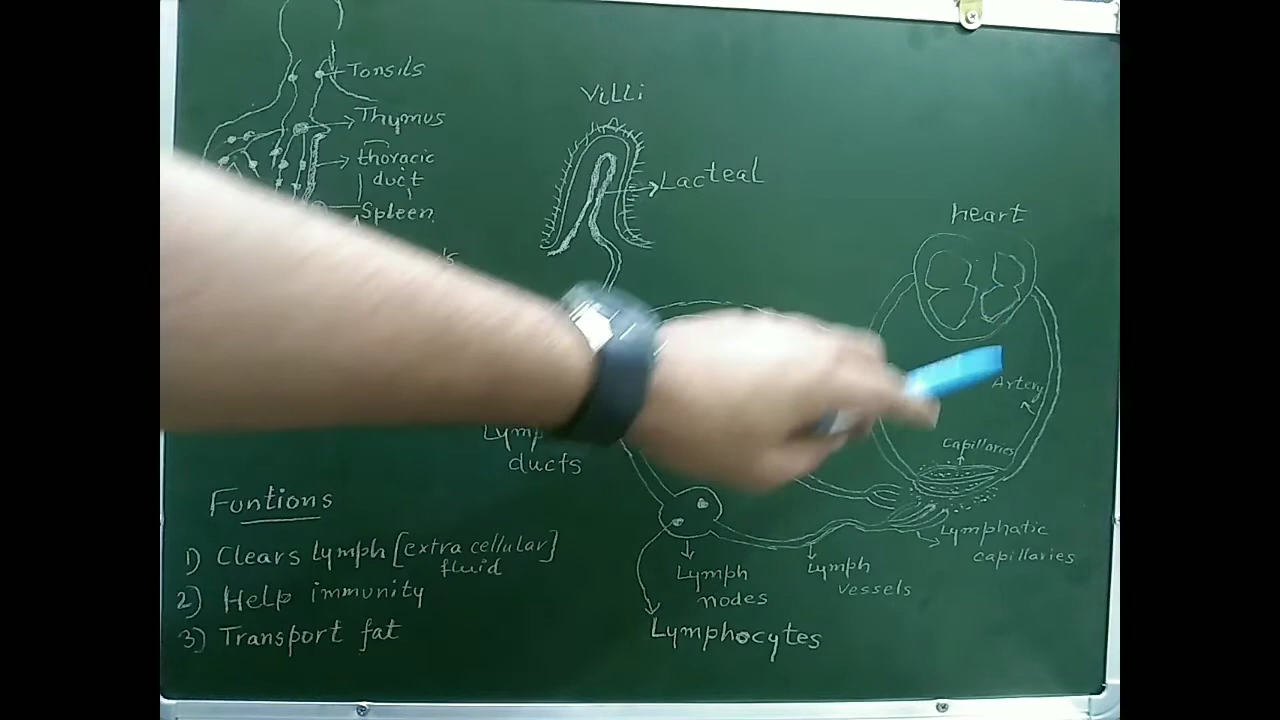 Tonsils
Thymus
thoracic
duct
Spleen
Villi
Lacteal
heart
Artery
Capillaries
Lymphatic
capillaries
ducts
Lymph
nodes
Lymph
vessels
Lymphocytes
Funtions
1) Clears lymph [extra cellular]
fluid
2) Help immunity
3) Transport fat